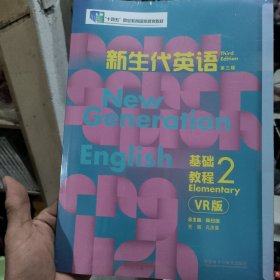 "十四五"职业教育国家规划教材
新生代英语
Third Edition
第三版
New
Generation
English
基础
教程 2
Elementary
VR版